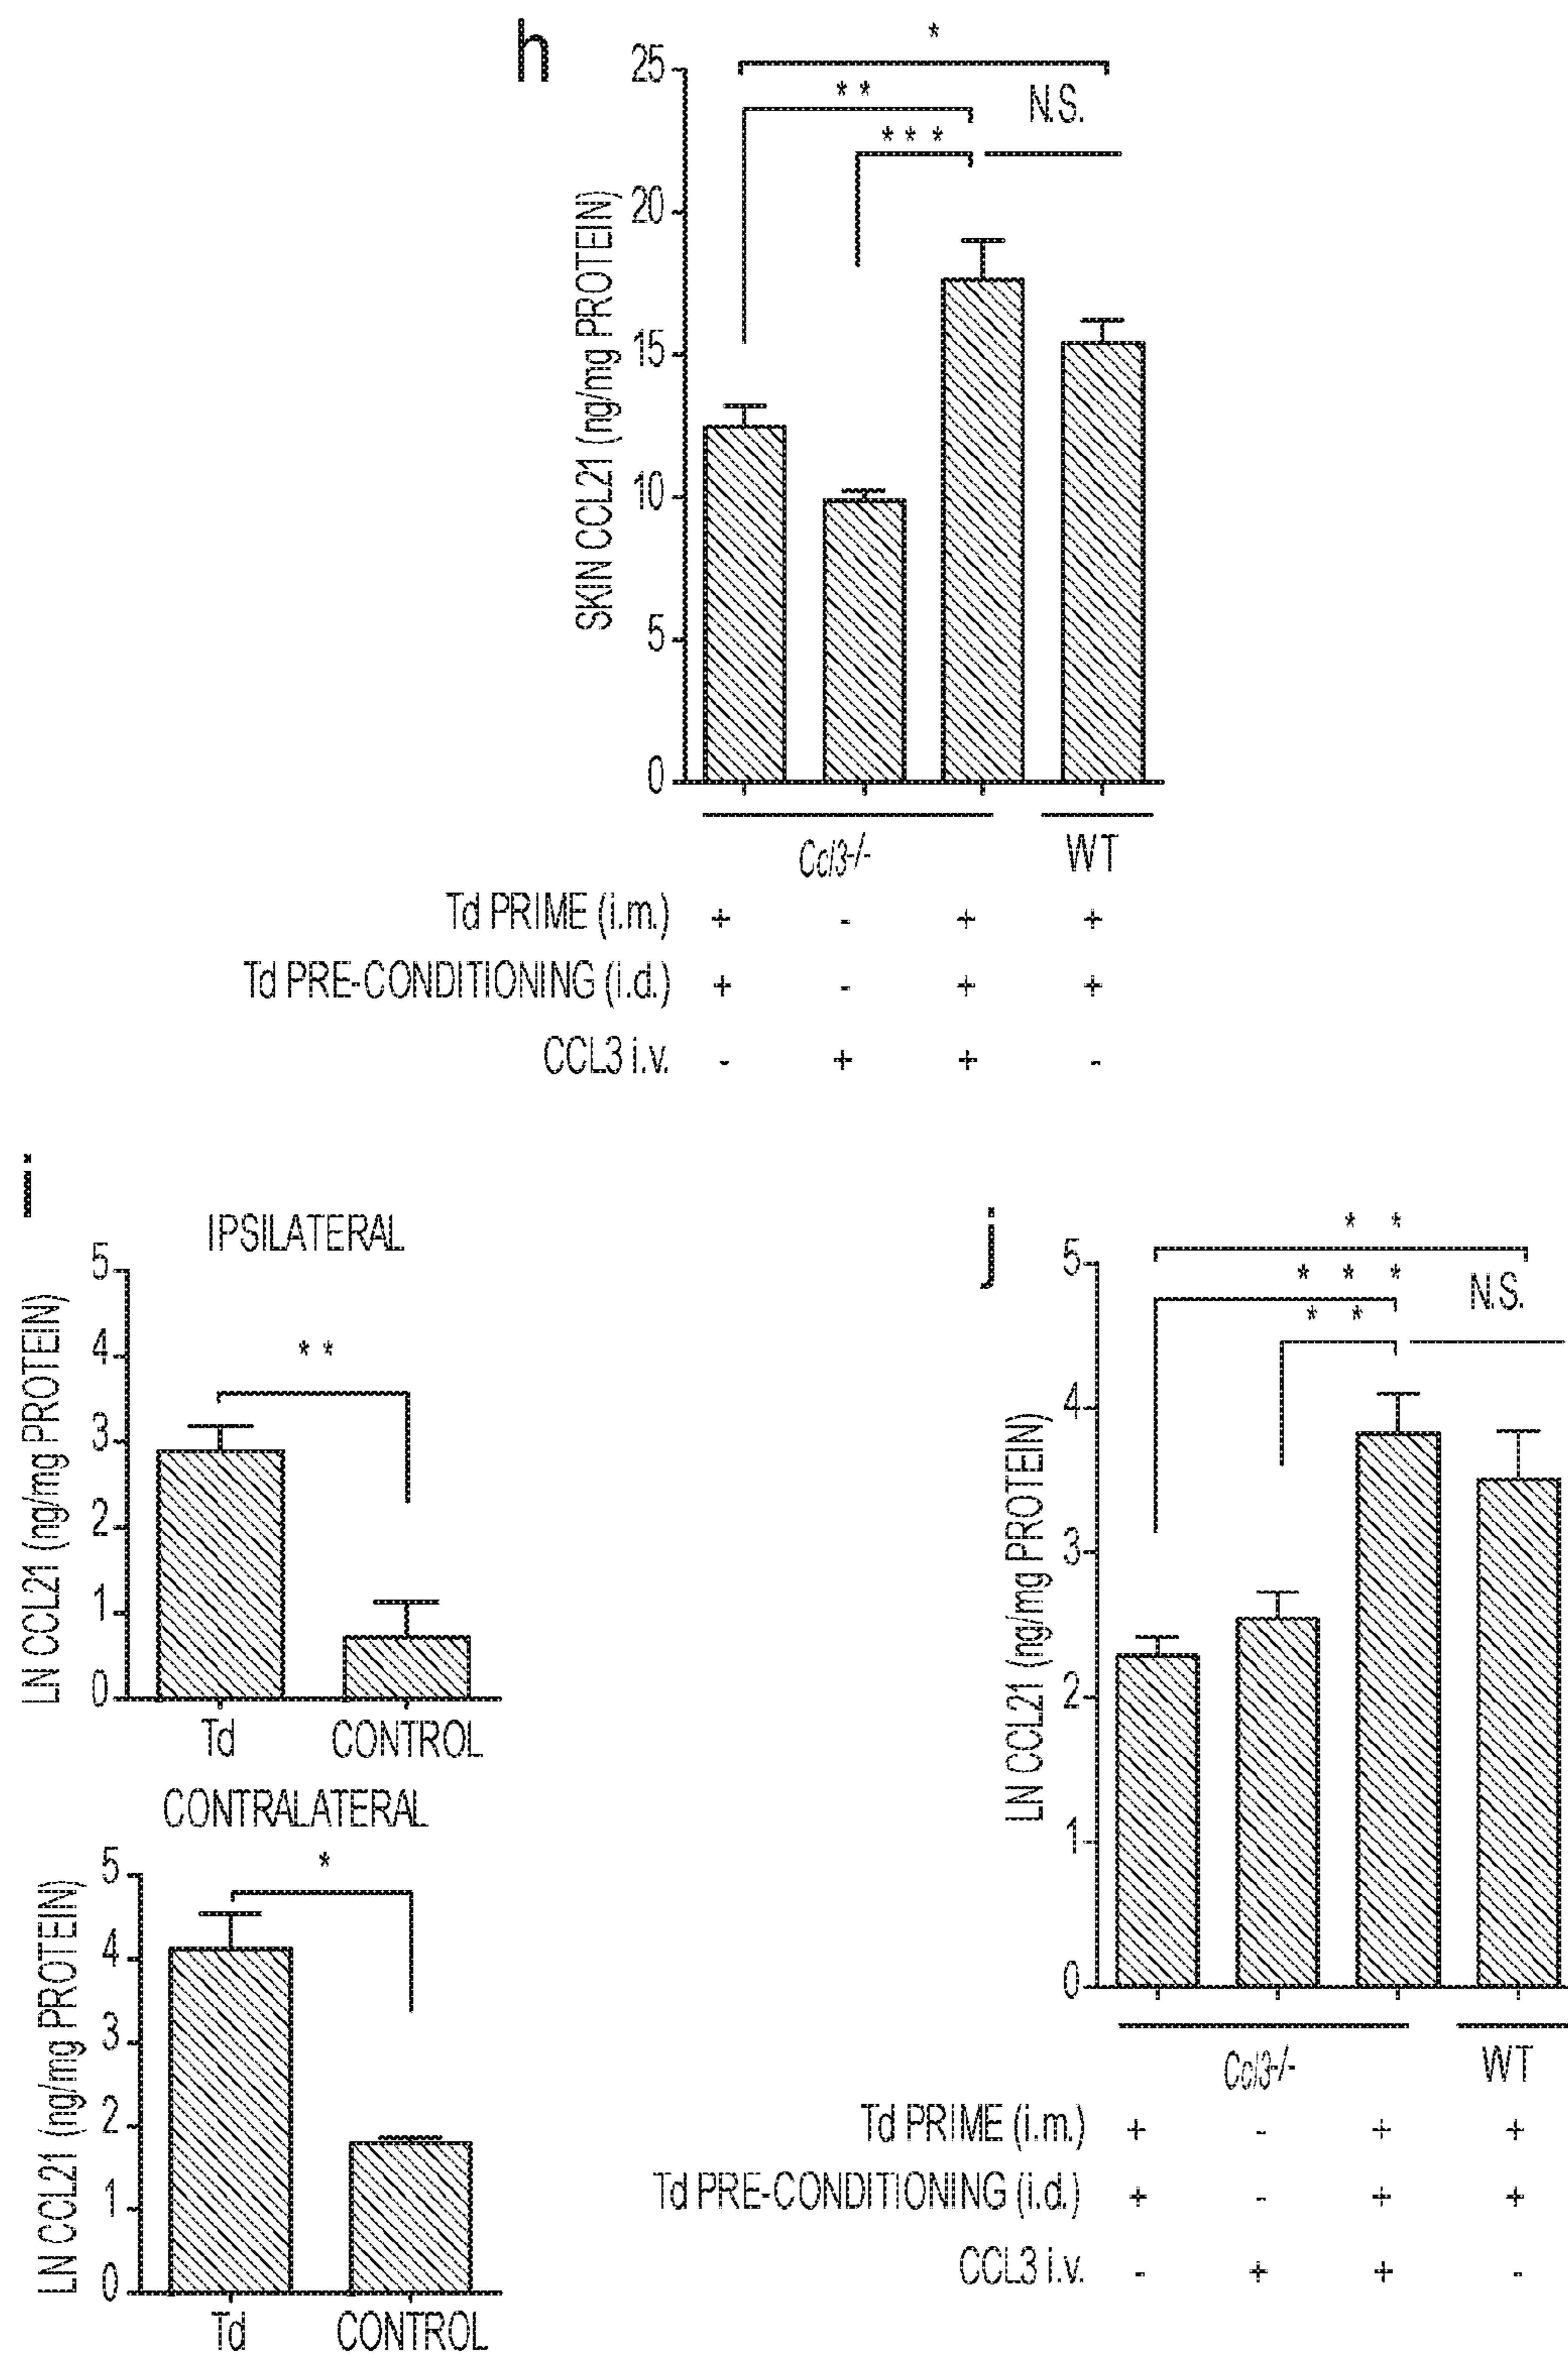 h
*
25
* *
N.S.
* * *
20
15
10
5
0
SKIN CCL21 (ng/mg PROTEIN)
Ccl3-/- WT
Td PRIME (i.m.) + - + +
Td PRE-CONDITIONING (i.d.) + - + +
CCL3 i.v. - + + -
i
IPSILATERAL
5
4
3
2
1
0
* *
LN CCL21 (ng/mg PROTEIN)
Td CONTROL
CONTRALATERAL
5
4
3
2
1
0
*
LN CCL21 (ng/mg PROTEIN)
Td CONTROL
j
* *
* * *
N.S.
* *
5
4
3
2
1
0
LN CCL21 (ng/mg PROTEIN)
Ccl3-/- WT
Td PRIME (i.m.) + - + +
Td PRE-CONDITIONING (i.d.) + - + +
CCL3 i.v. - + + -